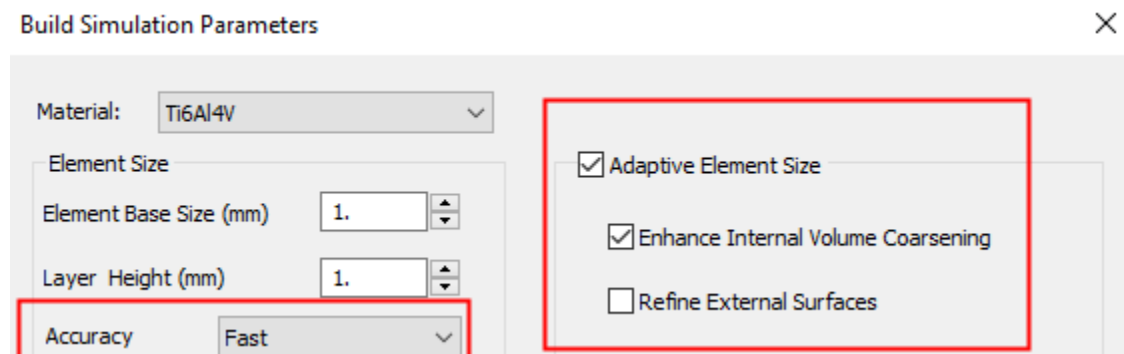 Build Simulation Parameters
Material: Ti6Al4V
Element Size
Element Base Size (mm) 1.
Layer Height (mm) 1.
Accuracy Fast
Adaptive Element Size
Enhance Internal Volume Coarsening
Refine External Surfaces